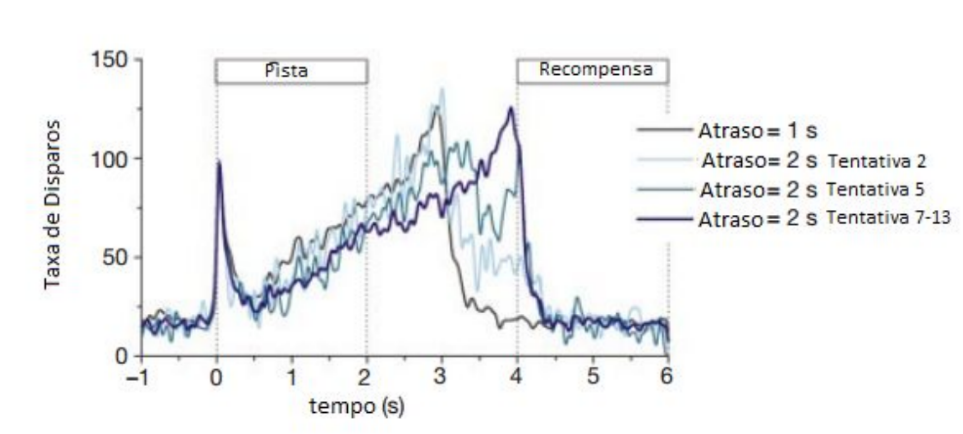 150
Pista
Recompensa
100
50
0
Taxa de Disparos
−1 0 1 2 3 4 5 6
tempo (s)
Atraso= 1 s
Atraso= 2 s Tentativa 2
Atraso= 2 s Tentativa 5
Atraso= 2 s Tentativa 7-13